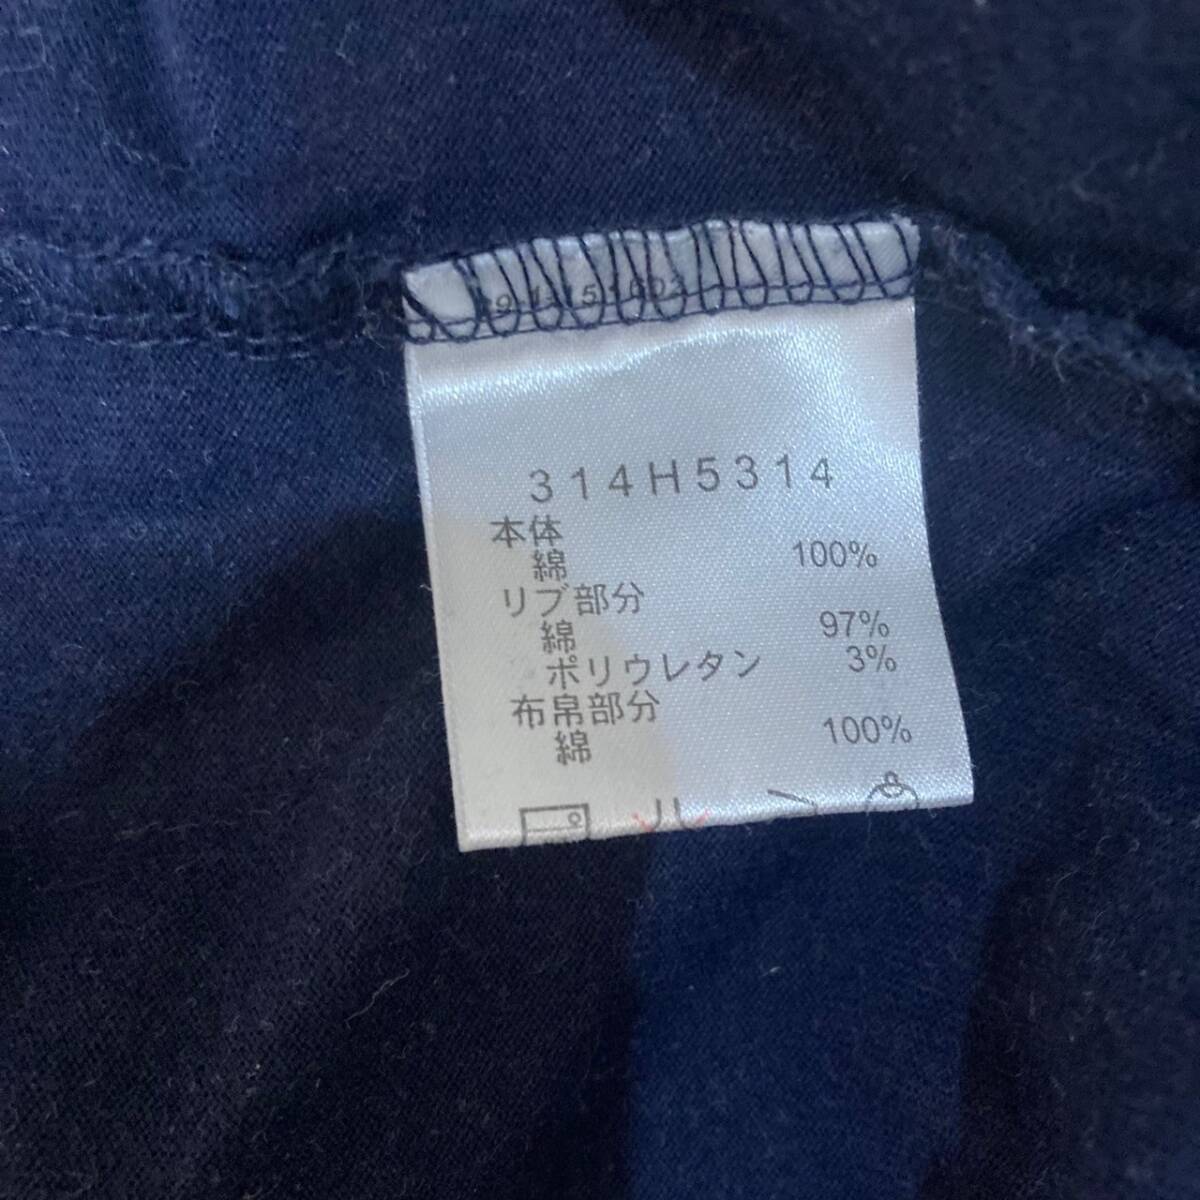 314H5314
本体
綿 100%
リブ部分
綿 97%
ポリウレタン 3%
布帛部分
綿 100%